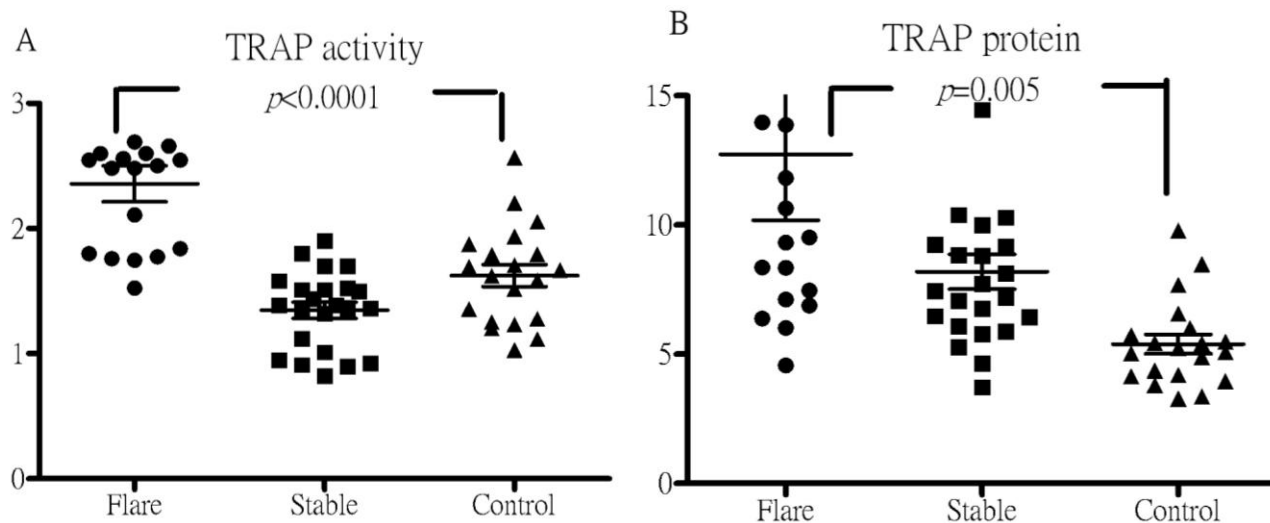 A
TRAP activity
p<0.0001
3
2
1
0
Flare Stable Control
B
TRAP protein
p=0.005
15
10
5
0
Flare Stable Control